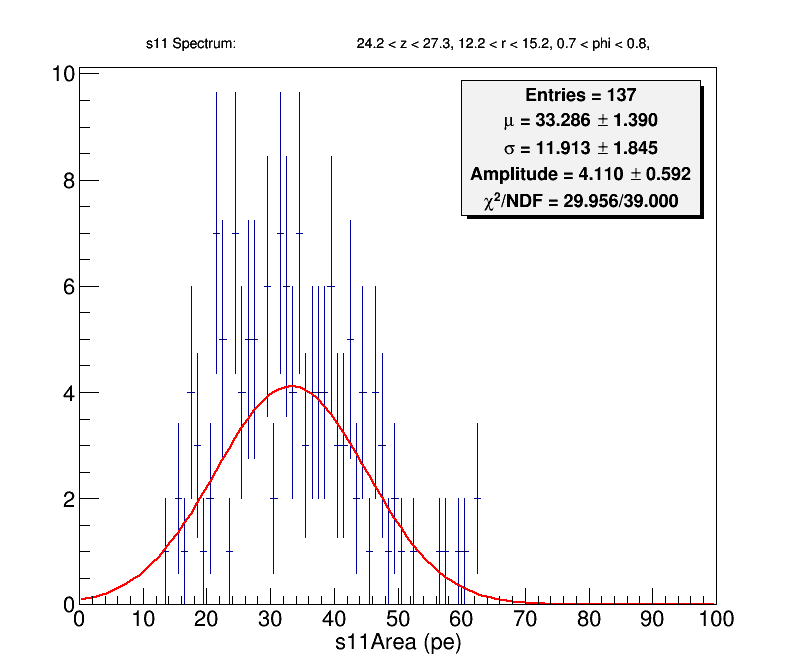 s11 Spectrum: 24.2 < z < 27.3, 12.2 < r < 15.2, 0.7 < phi < 0.8,
Entries = 137
μ = 33.286 ± 1.390
σ = 11.913 ± 1.845
Amplitude = 4.110 ± 0.592
χ²/NDF = 29.956/39.000
10
8
6
4
2
0
0 10 20 30 40 50 60 70 80 90 100
s11Area (pe)